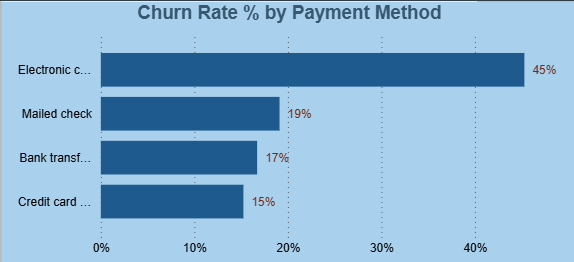 Churn Rate % by Payment Method
Electronic c... 45%
Mailed check 19%
Bank transf... 17%
Credit card ... 15%
0% 10% 20% 30% 40%